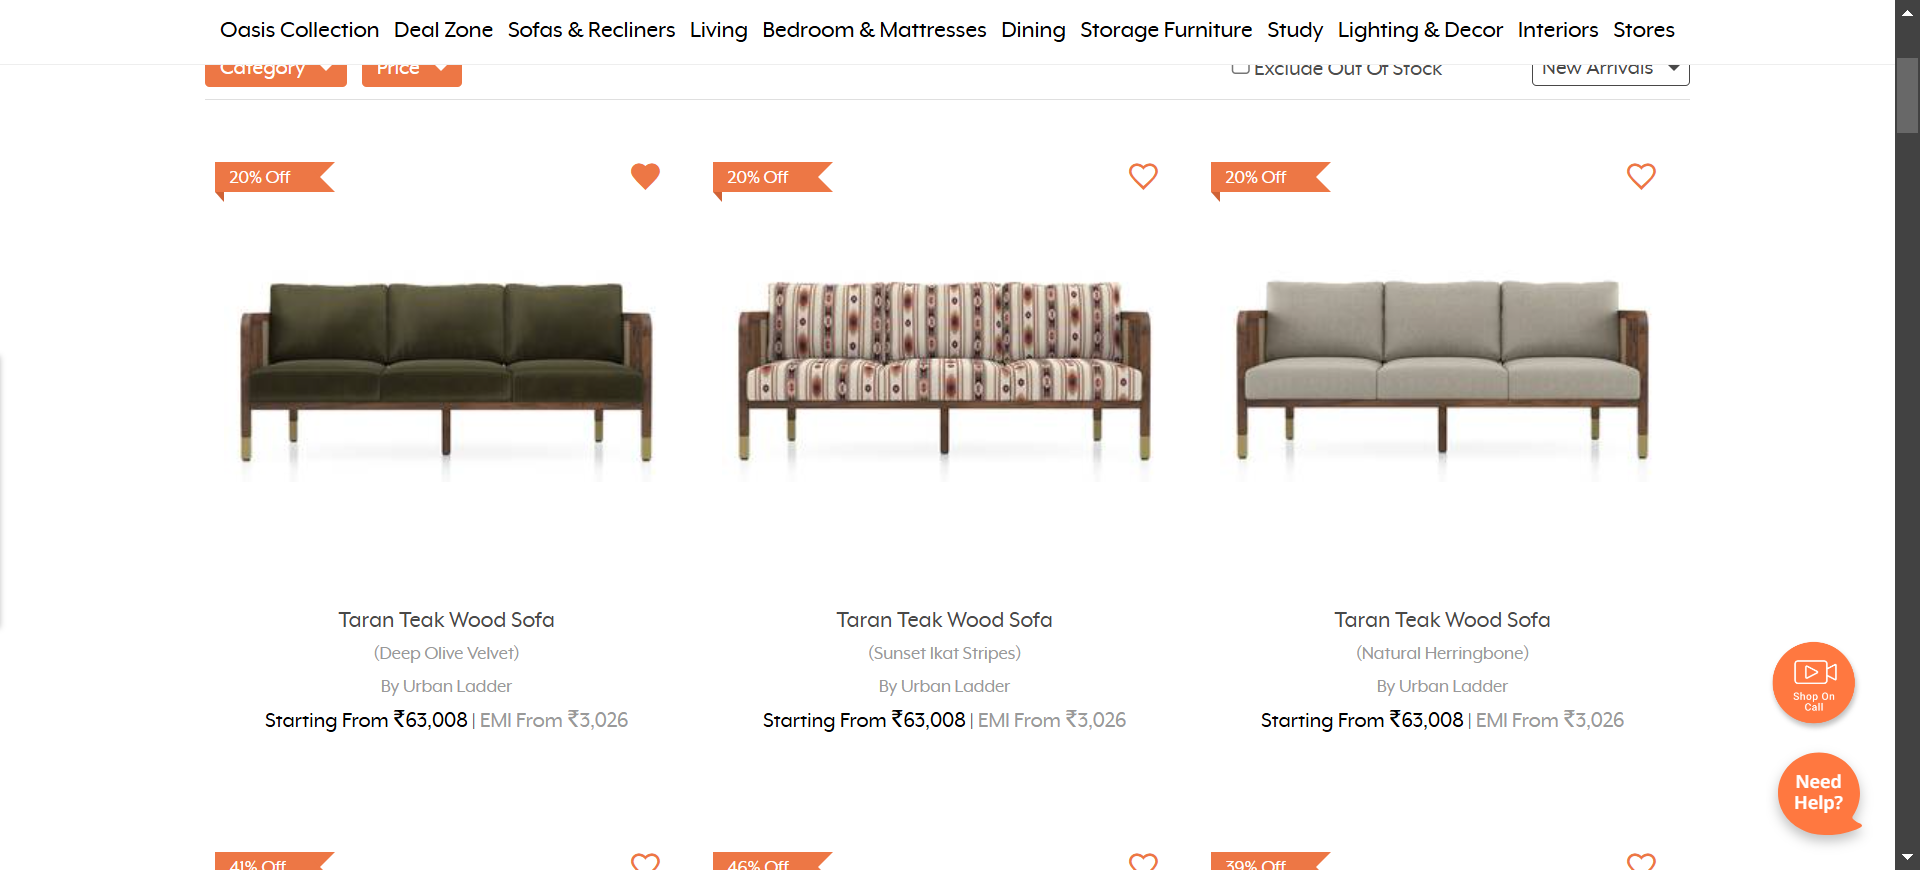 Oasis Collection Deal Zone Sofas & Recliners Living Bedroom & Mattresses Dining Storage Furniture Study Lighting & Decor Interiors Stores
Category Price Exclude Out Of Stock New Arrivals
20% Off 20% Off 20% Off
Taran Teak Wood Sofa Taran Teak Wood Sofa Taran Teak Wood Sofa
(Deep Olive Velvet) (Sunset Ikat Stripes) (Natural Herringbone)
By Urban Ladder By Urban Ladder By Urban Ladder
Starting From ₹63,008 | EMI From ₹3,026 Starting From ₹63,008 | EMI From ₹3,026 Starting From ₹63,008 | EMI From ₹3,026
Shop On
Call
Need
Help?
41% Off 46% Off 39% Off